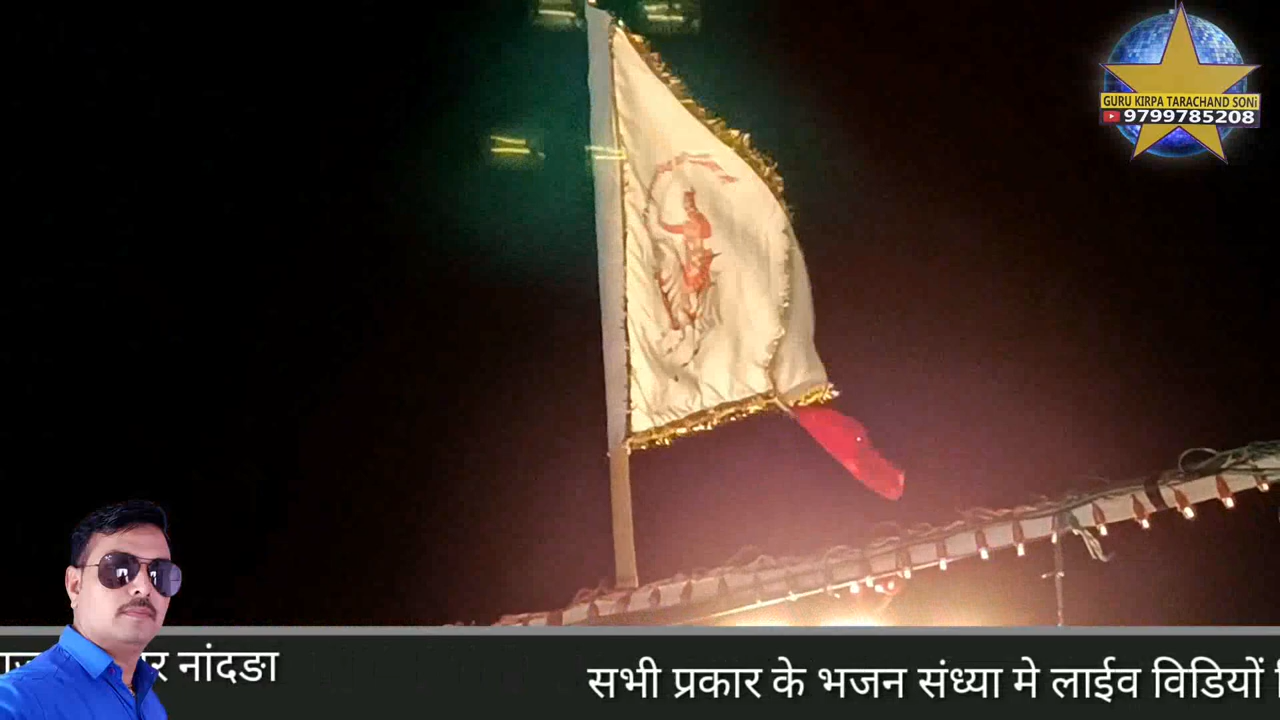 GURU KIRPA TARACHAND SONi
9799785208
र नांदङा
सभी प्रकार के भजन संध्या मे लाईव विडियों